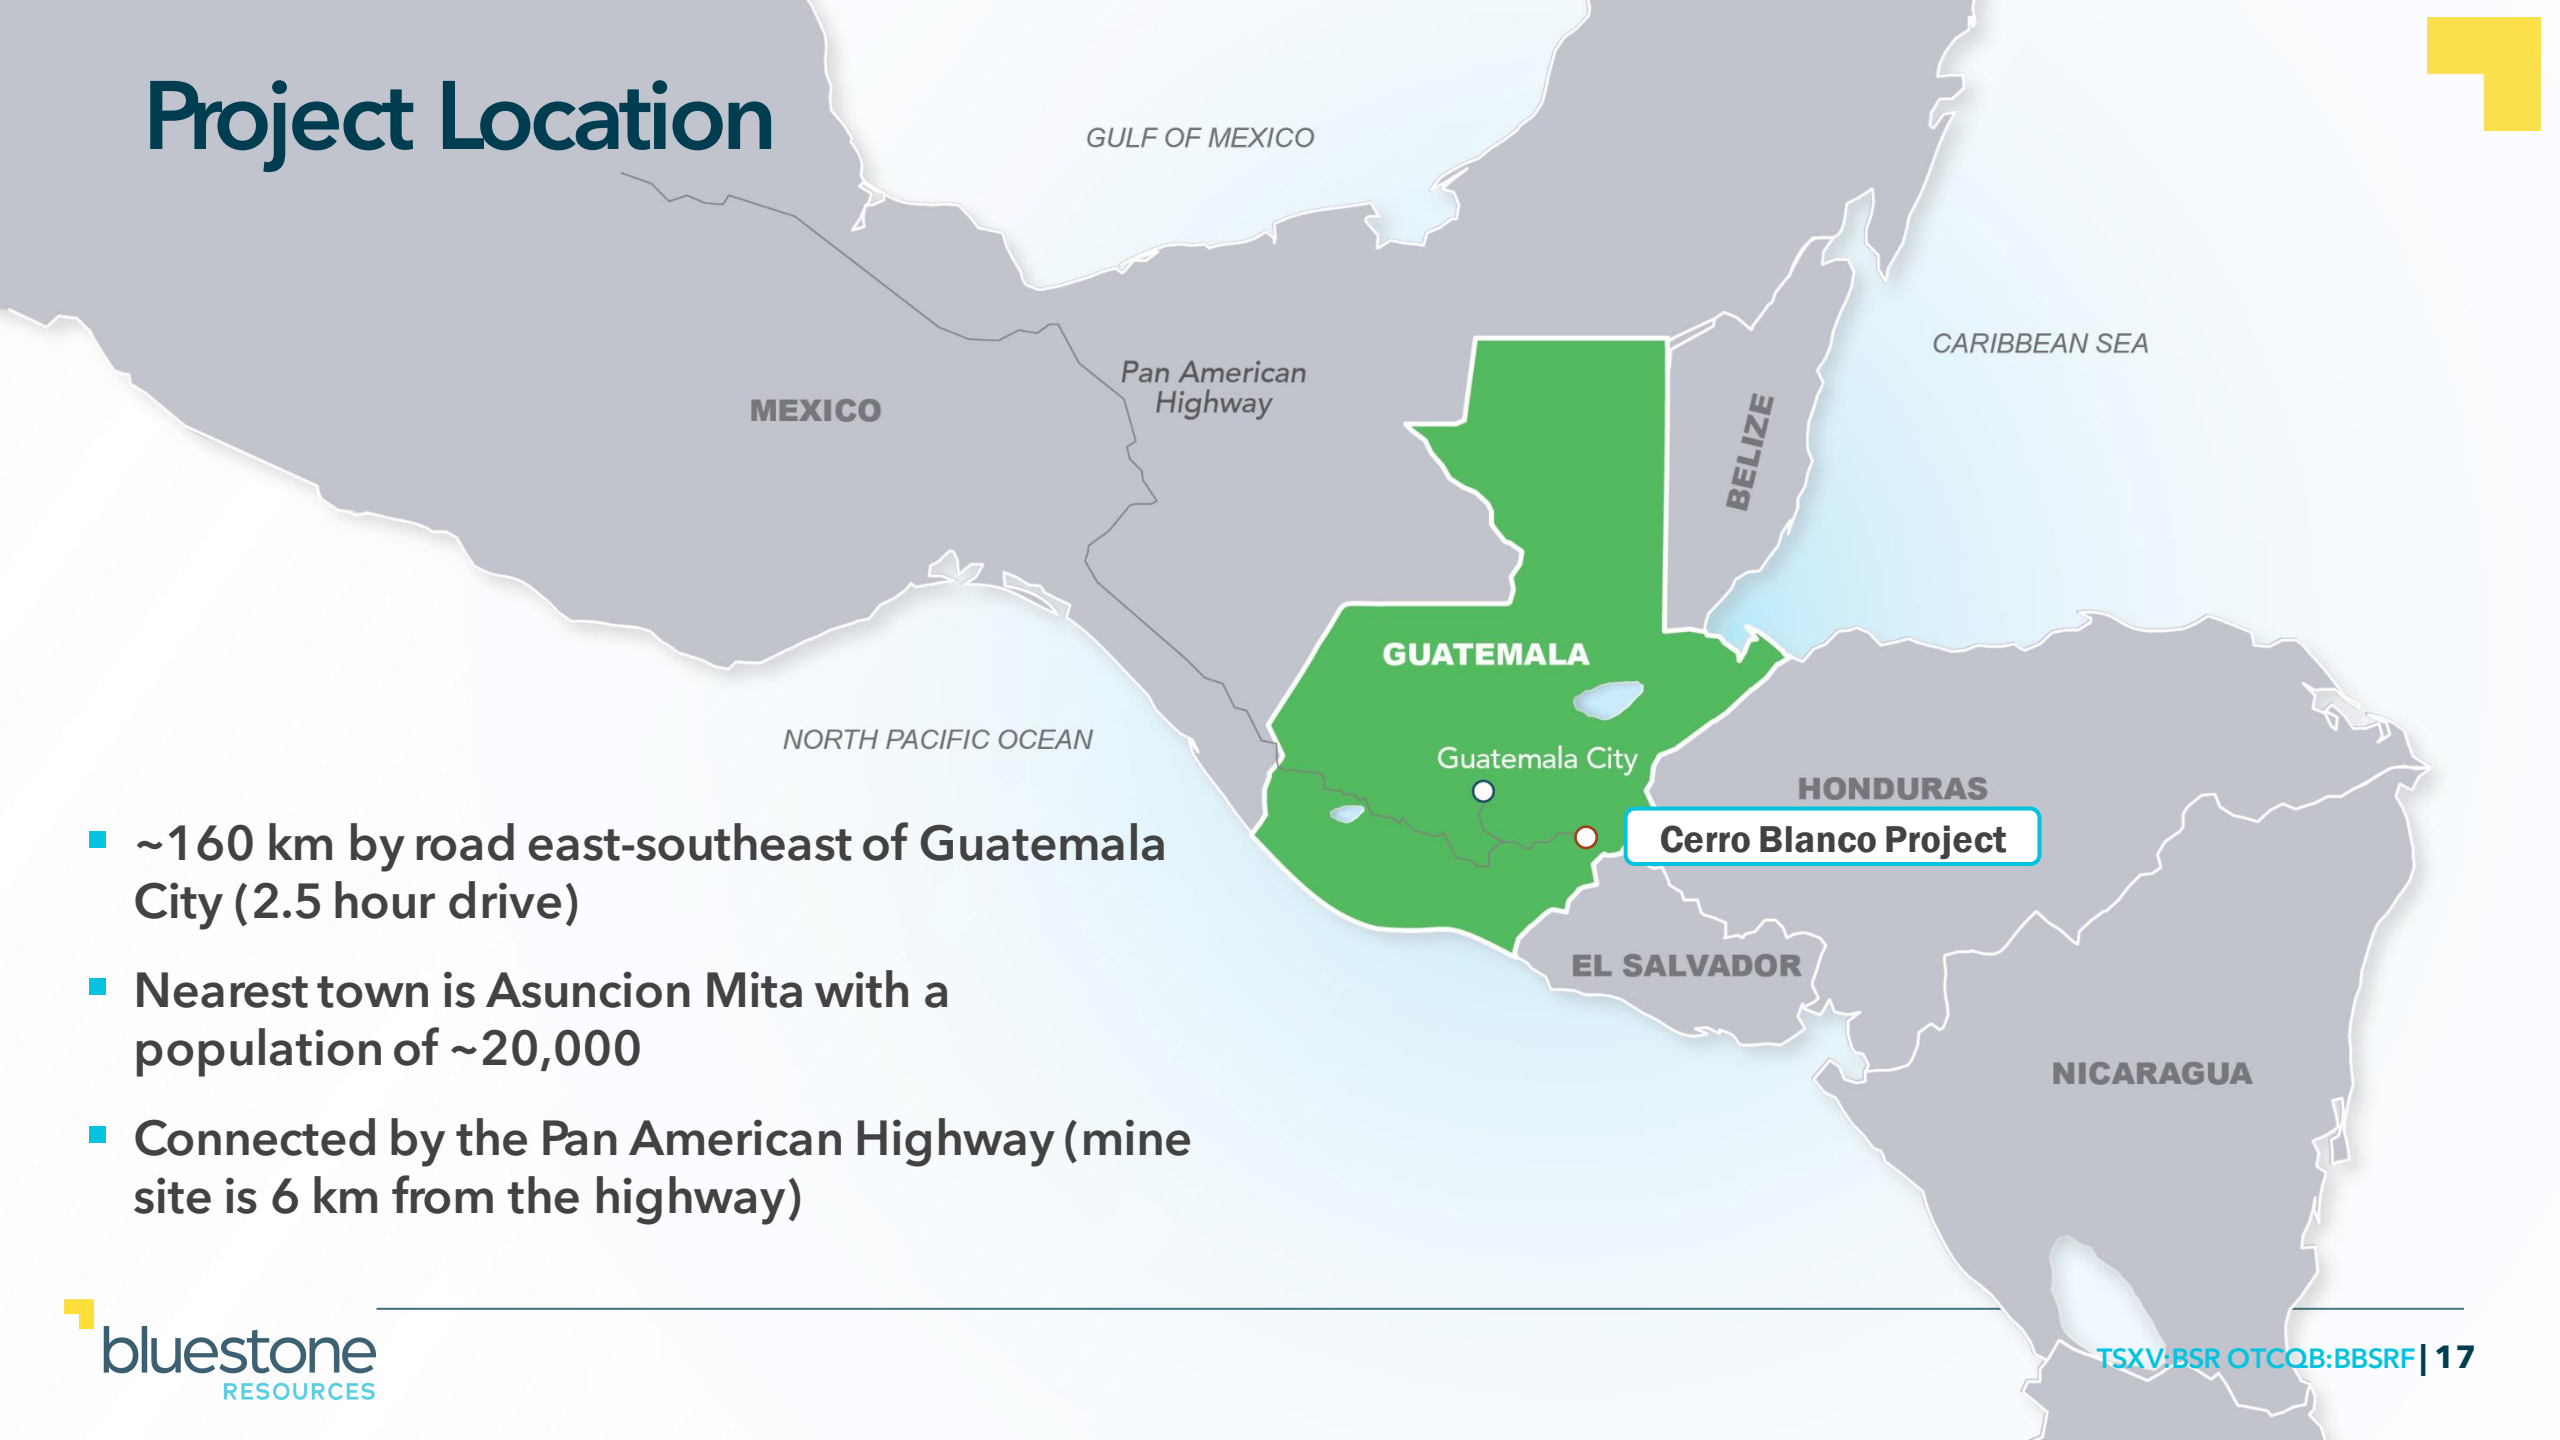 Project Location
GULF OF MEXICO
CARIBBEAN SEA
Pan American
Highway
MEXICO
BELIZE
GUATEMALA
NORTH PACIFIC OCEAN
Guatemala City
HONDURAS
Cerro Blanco Project
EL SALVADOR
NICARAGUA
~160 km by road east-southeast of Guatemala
City (2.5 hour drive)
Nearest town is Asuncion Mita with a
population of ~20,000
Connected by the Pan American Highway (mine
site is 6 km from the highway)
bluestone
RESOURCES
TSXV:BSR OTCQB:BBSRF| 17